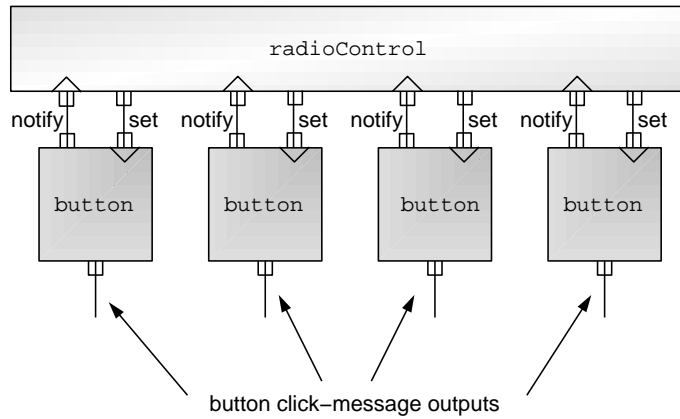 radioControl
notify set notify set notify set notify set
button button button button
button click−message outputs